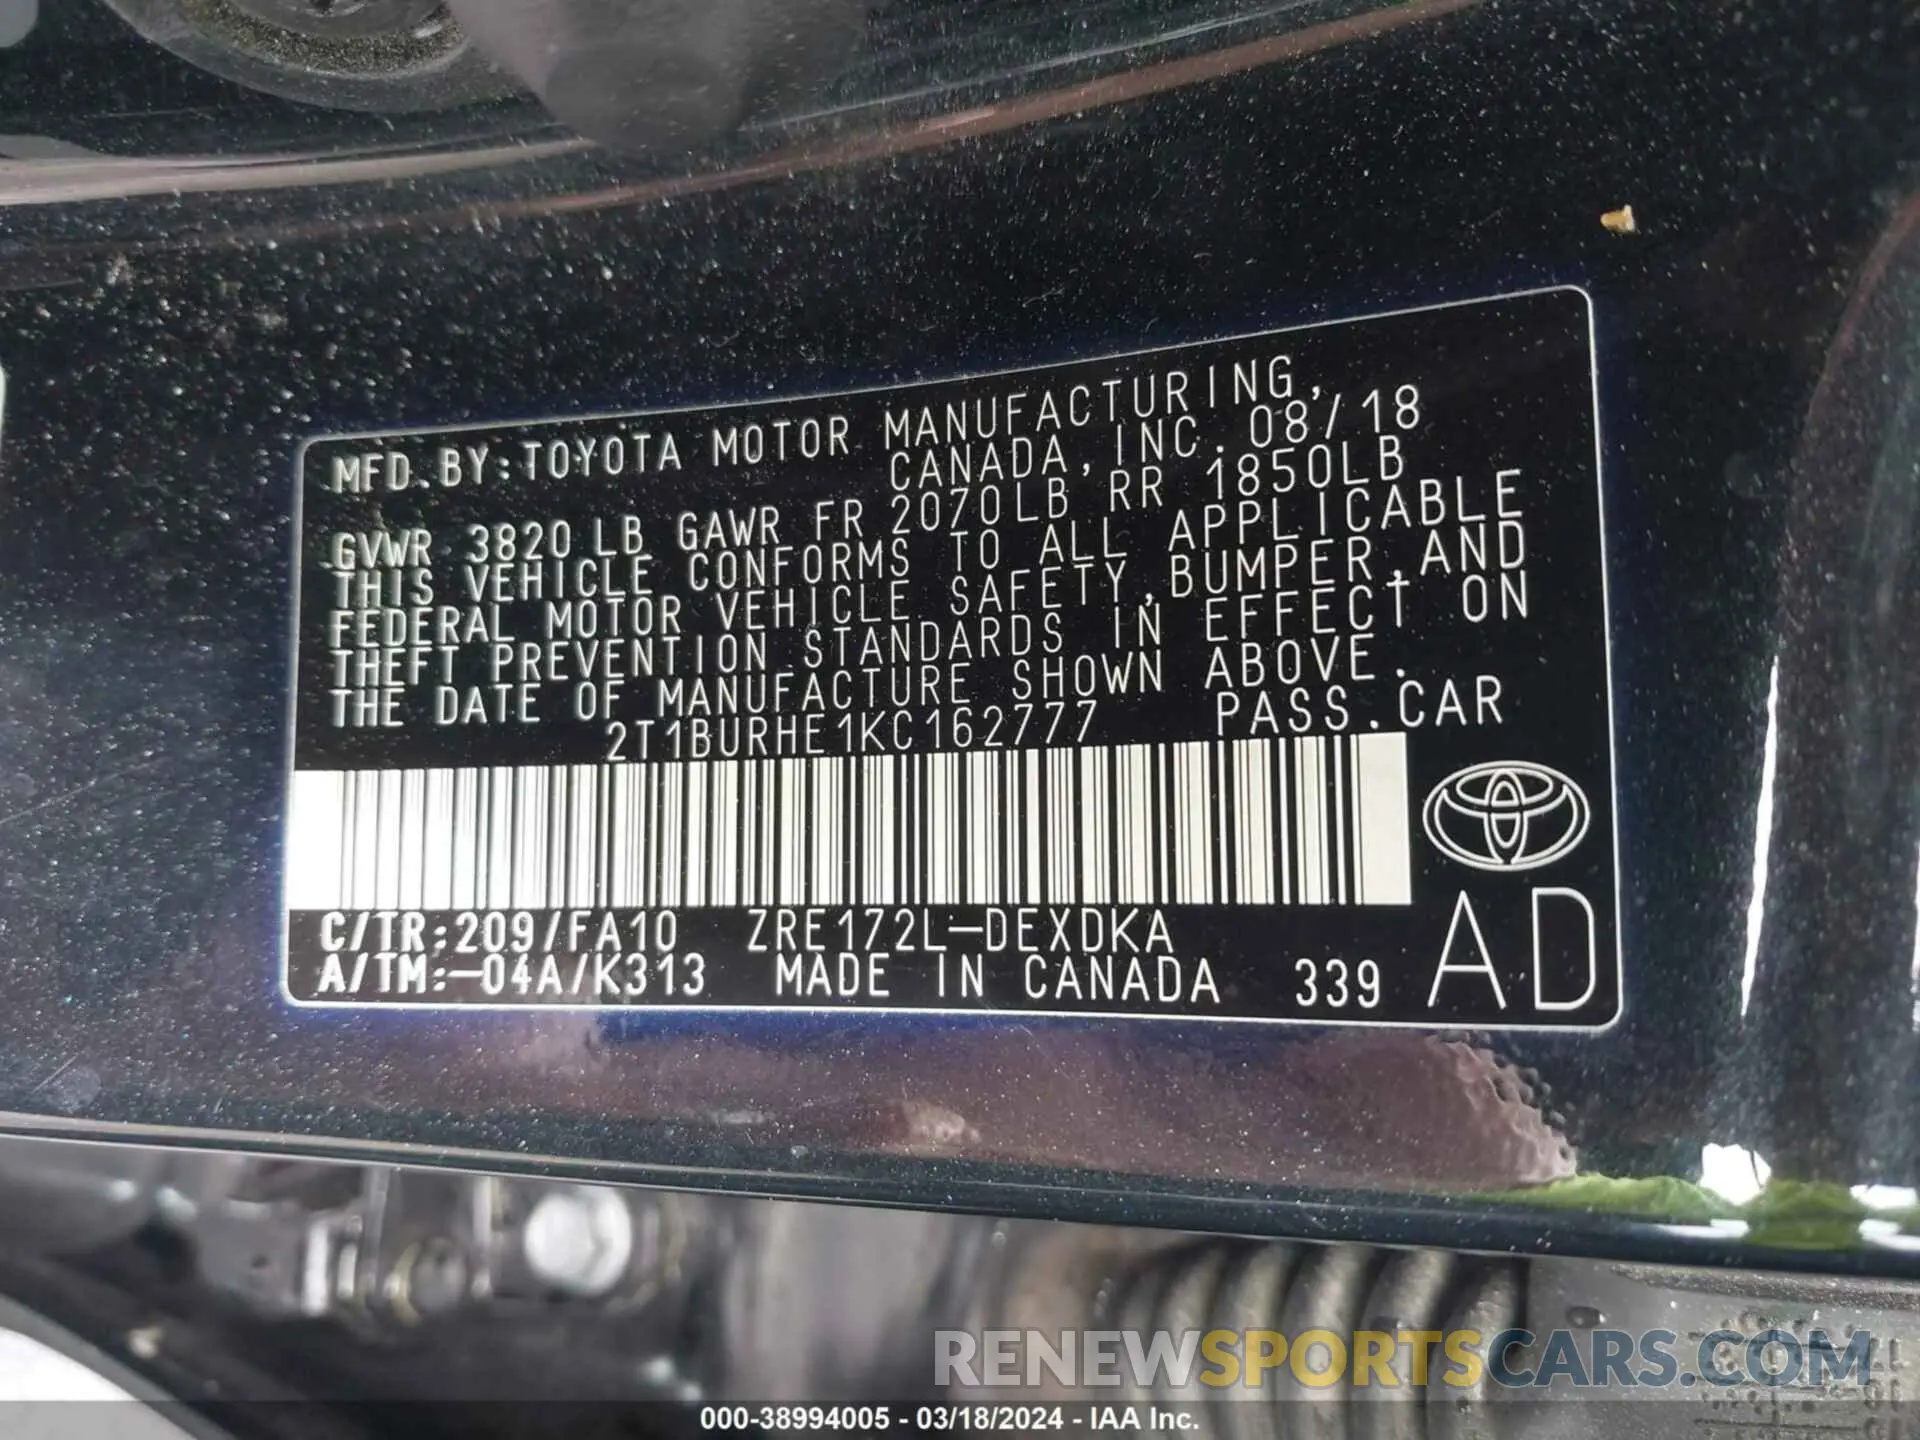 MFD. BY: TOYOTA MOTOR MANUFACTURING,
CANADA, INC. 08/18
GVWR 3820 LB GAWR FR 2070LB RR 1850LB
THIS VEHICLE CONFORMS TO ALL APPLICABLE
FEDERAL MOTOR VEHICLE SAFETY, BUMPER, AND
THEFT PREVENTION STANDARDS IN EFFECT ON
THE DATE OF MANUFACTURE SHOWN ABOVE.
2T1BURHE1KC162777 PASS.CAR
C/TR:209/FA10 ZRE172L-DEXDKA
A/TM:-04A/K313 MADE IN CANADA 339 AD
RENEWSPORTSCARS.COM
000-38994005 - 03/18/2024 - IAA Inc.